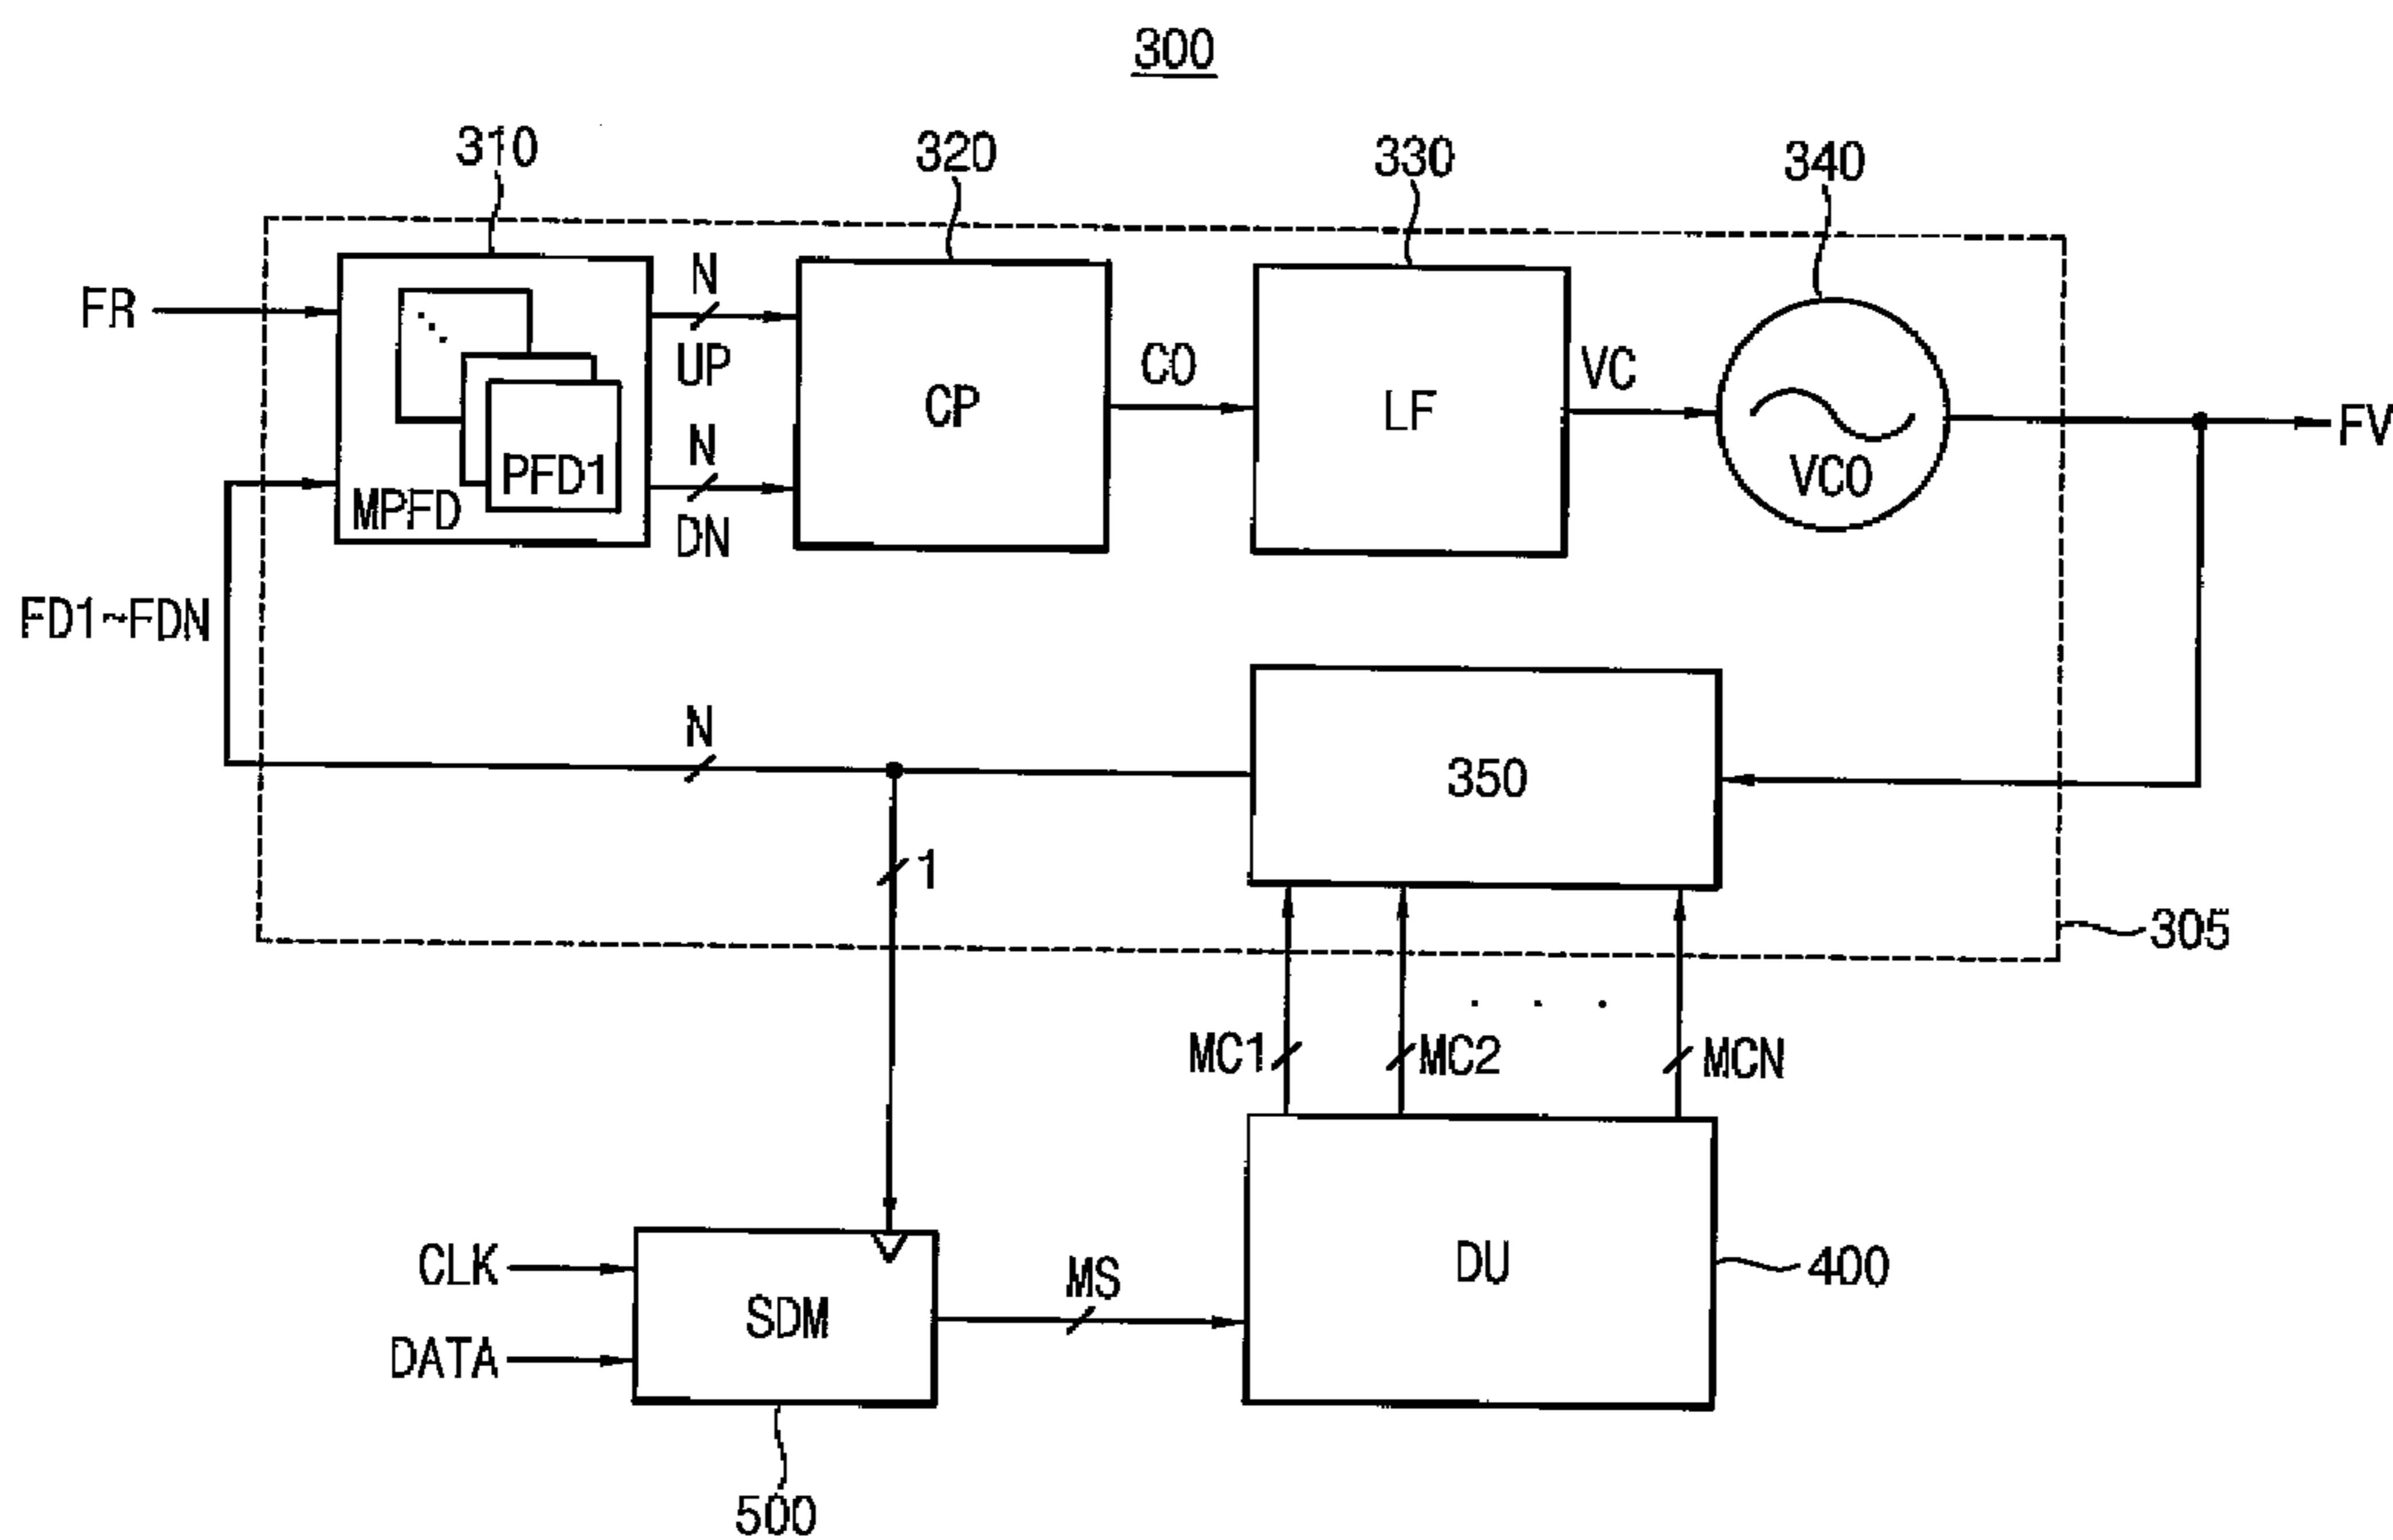 300
310
320
330
340
FR
N
UP
N
DN
MPFD
PFD1
CP
CO
LF
VC
VCO
FV
FD1~FDN
N
1
350
305
MC1
MC2
. . .
MCN
CLK
DATA
SDM
MS
DU
400
500